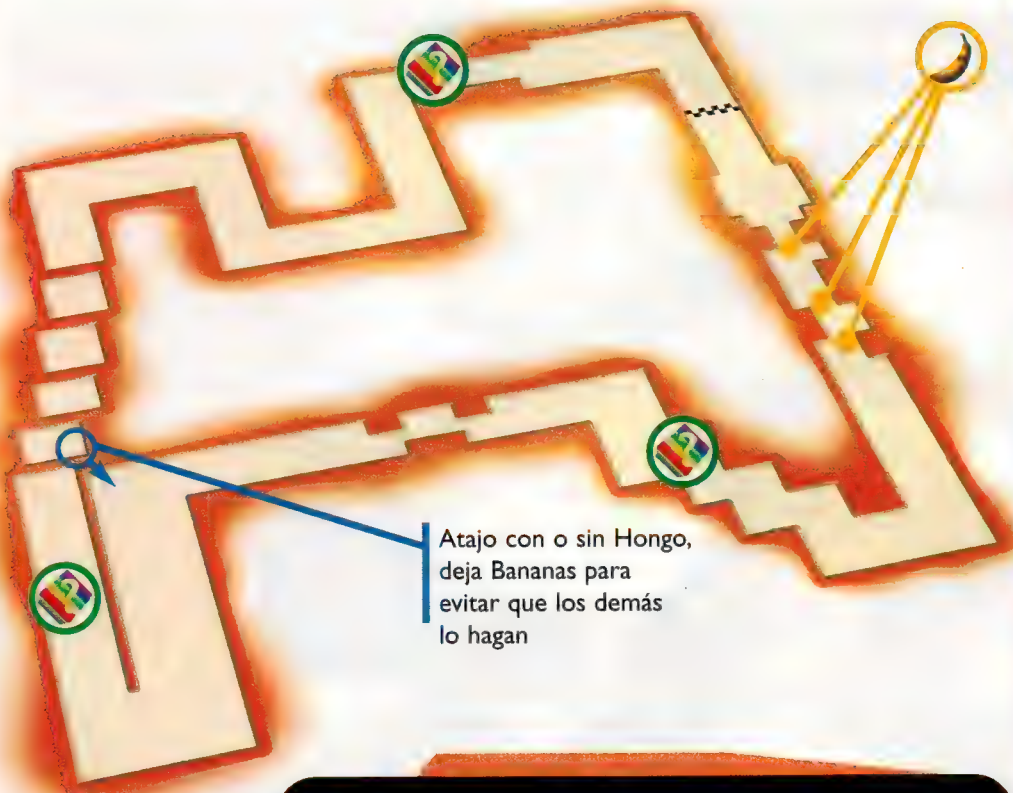 Atajo con o sin Hongo,
deja Bananas para
evitar que los demás
lo hagan